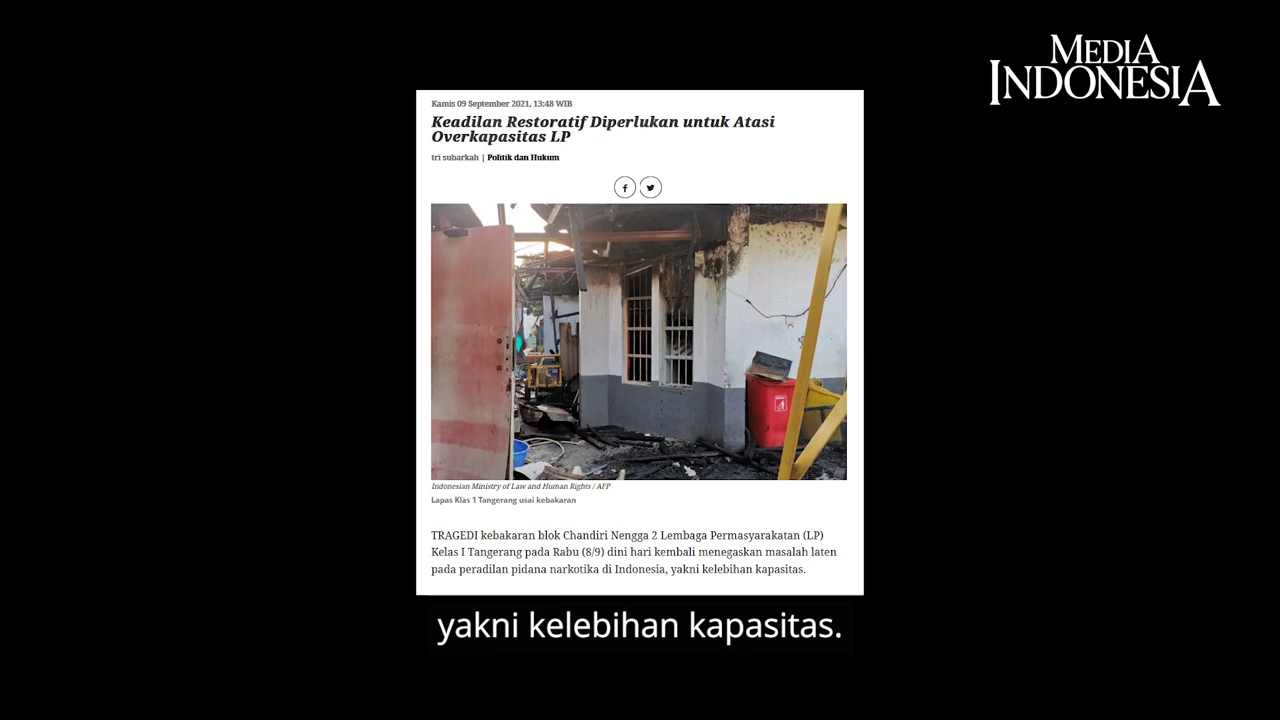 MEDIA
INDONESIA
Kamis 09 September 2021, 13:48 WIB
Keadilan Restoratif Diperlukan untuk Atasi
Overkapasitas LP
tri subarkah | Politik dan Hukum
Indonesian Ministry of Law and Human Rights / AFP
Lapas Klas 1 Tangerang usai kebakaran
TRAGEDI kebakaran blok Chandiri Nengga 2 Lembaga Permasyarakatan (LP)
Kelas I Tangerang pada Rabu (8/9) dini hari kembali menegaskan masalah laten
pada peradilan pidana narkotika di Indonesia, yakni kelebihan kapasitas.
yakni kelebihan kapasitas.